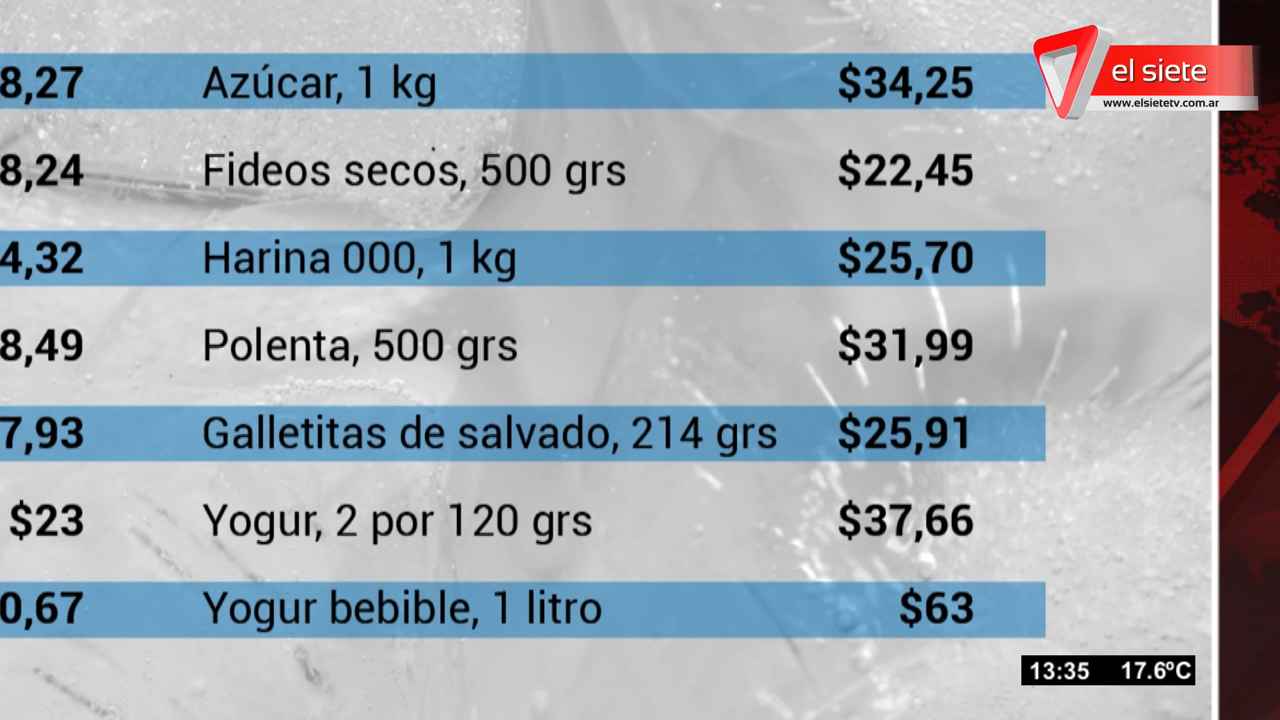 8,27 Azúcar, 1 kg $34,25
el siete
www.elsietetv.com.ar
8,24 Fideos secos, 500 grs $22,45
4,32 Harina 000, 1 kg $25,70
8,49 Polenta, 500 grs $31,99
7,93 Galletitas de salvado, 214 grs $25,91
$23 Yogur, 2 por 120 grs $37,66
0,67 Yogur bebible, 1 litro $63
13:35 17.6ºC